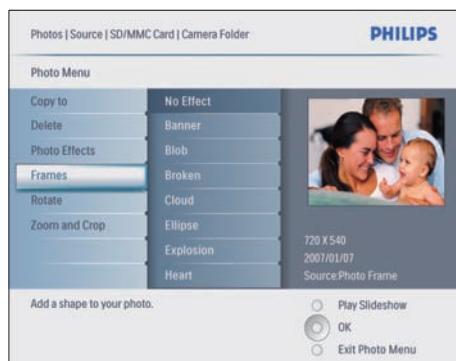 Photos | Source | SD/MMC Card | Camera Folder
PHILIPS
Photo Menu
Copy to
Delete
Photo Effects
Frames
Rotate
Zoom and Crop
No Effect
Banner
Blob
Broken
Cloud
Ellipse
Explosion
Heart
720 X 540
2007/01/07
Source:Photo Frame
Add a shape to your photo.
Play Slideshow
OK
Exit Photo Menu